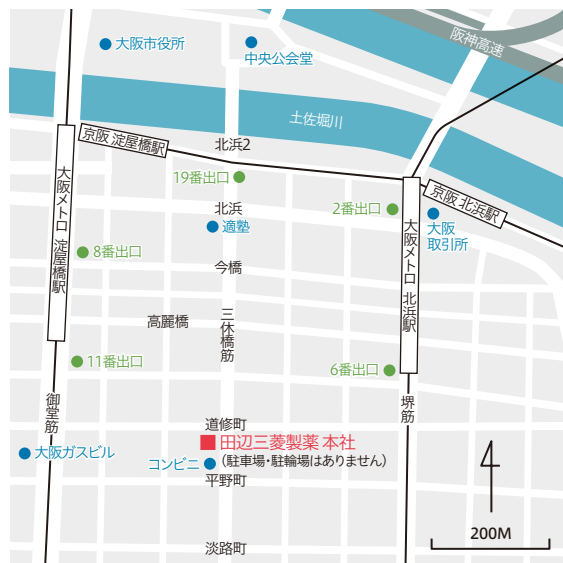 大阪市役所
中央公会堂
阪神高速
土佐堀川
京阪 淀屋橋駅
北浜2
19番出口
京阪 北浜駅
大阪メトロ 淀屋橋駅
北浜
2番出口
大阪
取引所
適塾
8番出口
大阪メトロ 北浜駅
今橋
三休橋筋
高麗橋
11番出口
6番出口
御堂筋
堺筋
道修町
田辺三菱製薬 本社
(駐車場・駐輪場はありません)
大阪ガスビル
コンビニ
平野町
淡路町
200M